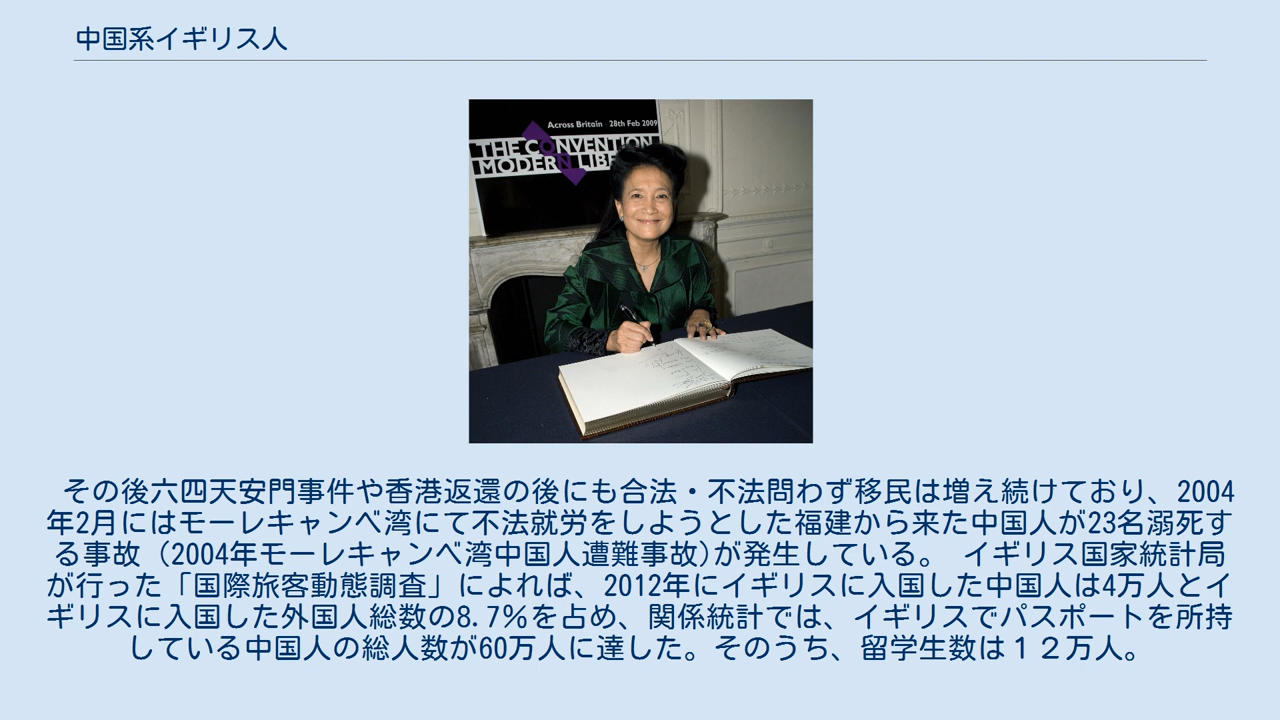 中国系イギリス人
Across Britain · 28th Feb 2009
THE CONVENTION
MODERN LIBE
その後六四天安門事件や香港返還の後にも合法・不法問わず移民は増え続けており、2004
年2月にはモーレキャンベ湾にて不法就労をしようとした福建から来た中国人が23名溺死す
る事故 (2004年モーレキャンベ湾中国人遭難事故)が発生している。 イギリス国家統計局
が行った「国際旅客動態調査」によれば、2012年にイギリスに入国した中国人は4万人とイ
ギリスに入国した外国人総数の8.7%を占め、関係統計では、イギリスでパスポートを所持
している中国人の総人数が60万人に達した。そのうち、留学生数は１２万人。